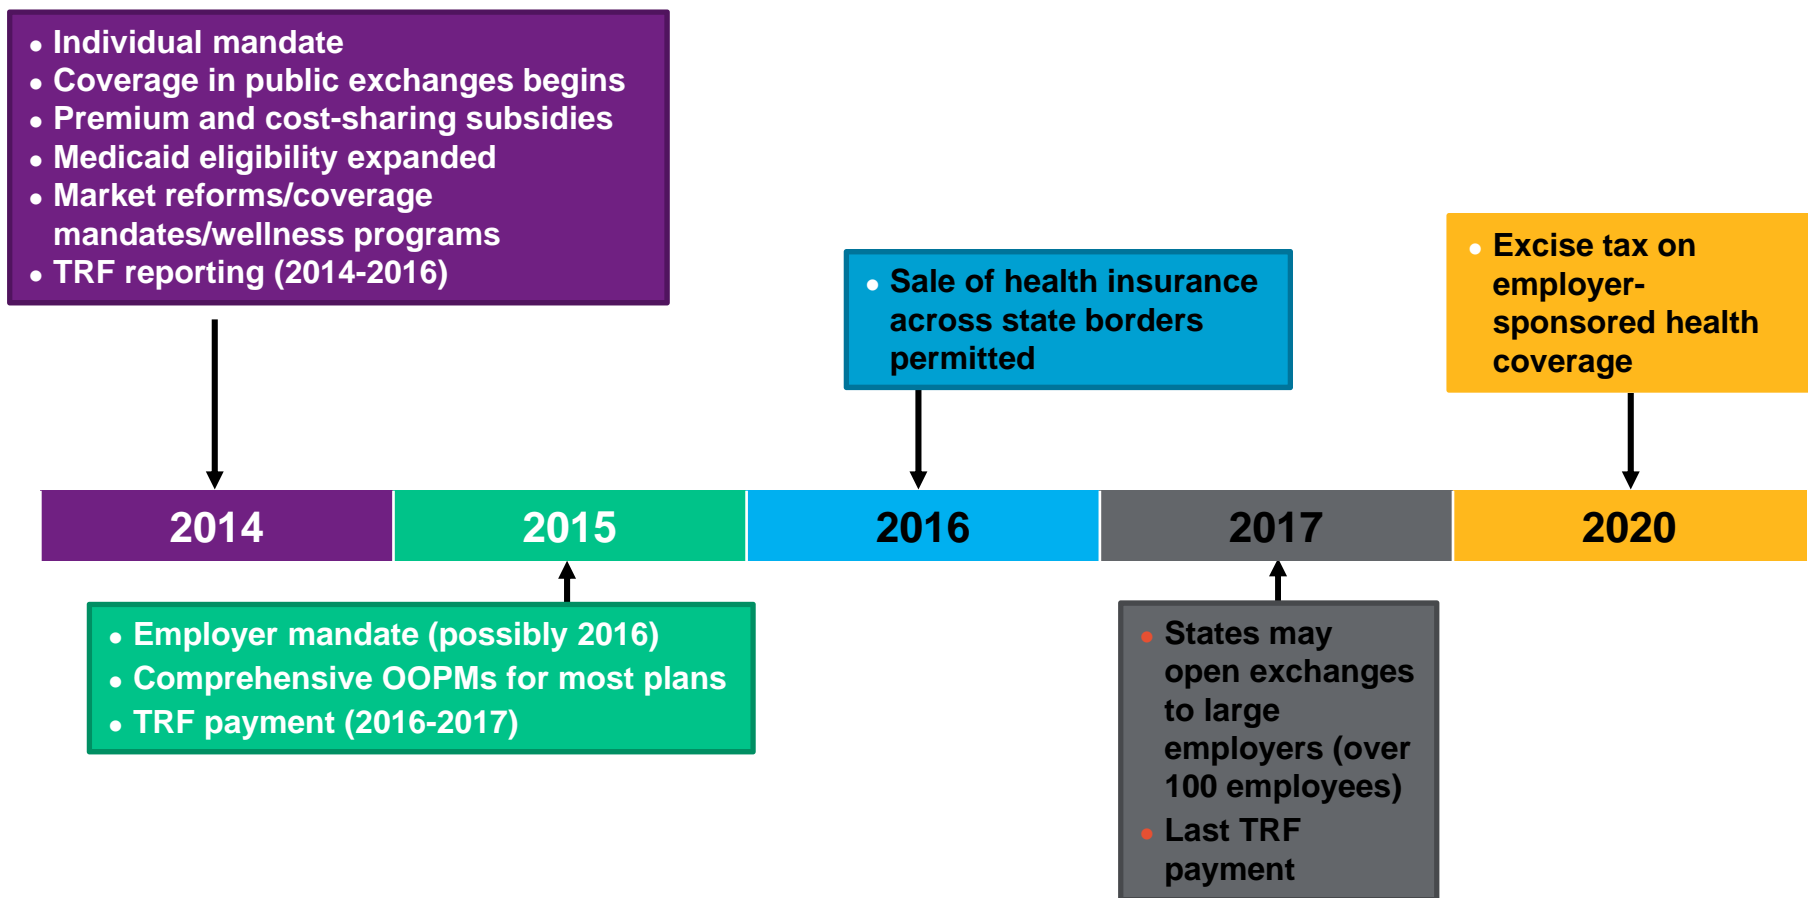 • Individual mandate
• Coverage in public exchanges begins
• Premium and cost-sharing subsidies
• Medicaid eligibility expanded
• Market reforms/coverage
mandates/wellness programs
• TRF reporting (2014-2016)
• Sale of health insurance
across state borders
permitted
• Excise tax on
employer-
sponsored health
coverage
2014
2015
2016
2017
2020
• Employer mandate (possibly 2016)
• Comprehensive OOPMs for most plans
• TRF payment (2016-2017)
• States may
open exchanges
to large
employers (over
100 employees)
• Last TRF
payment